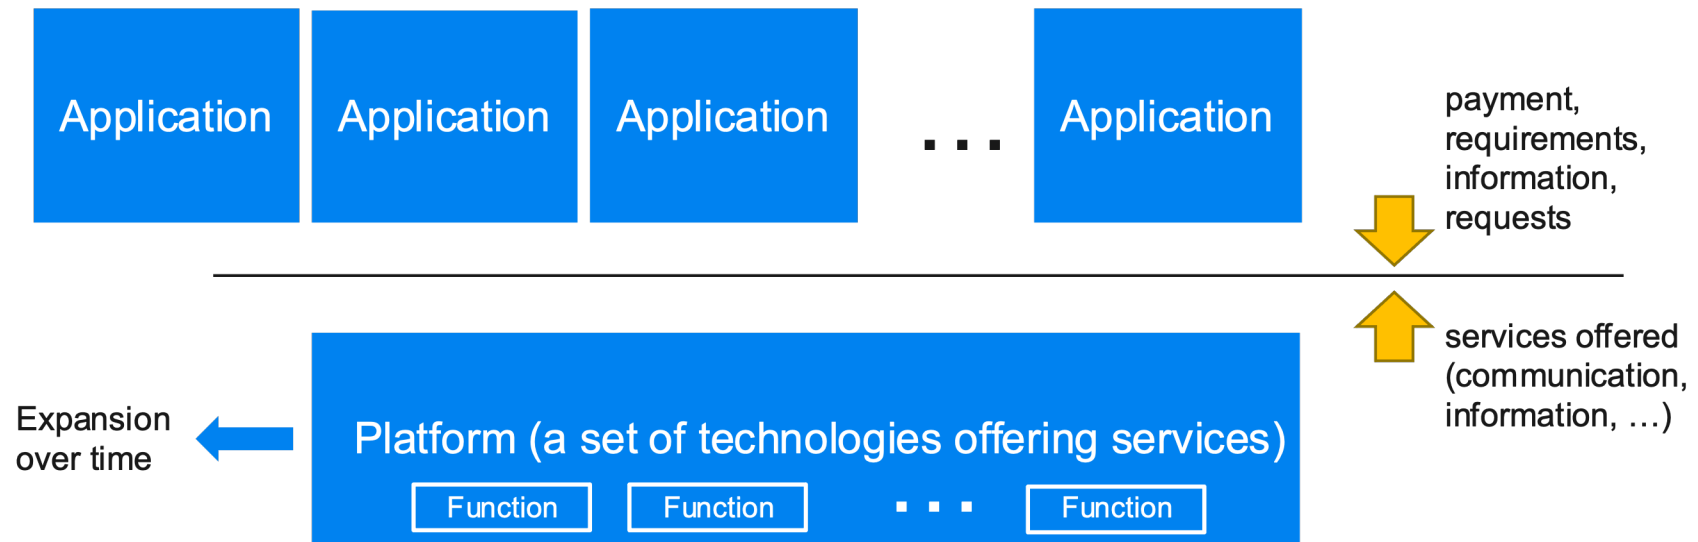 Application
Application
Application
...
Application
payment,
requirements,
information,
requests
services offered
(communication,
information, …)
Expansion
over time
Platform (a set of technologies offering services)
Function
Function
...
Function